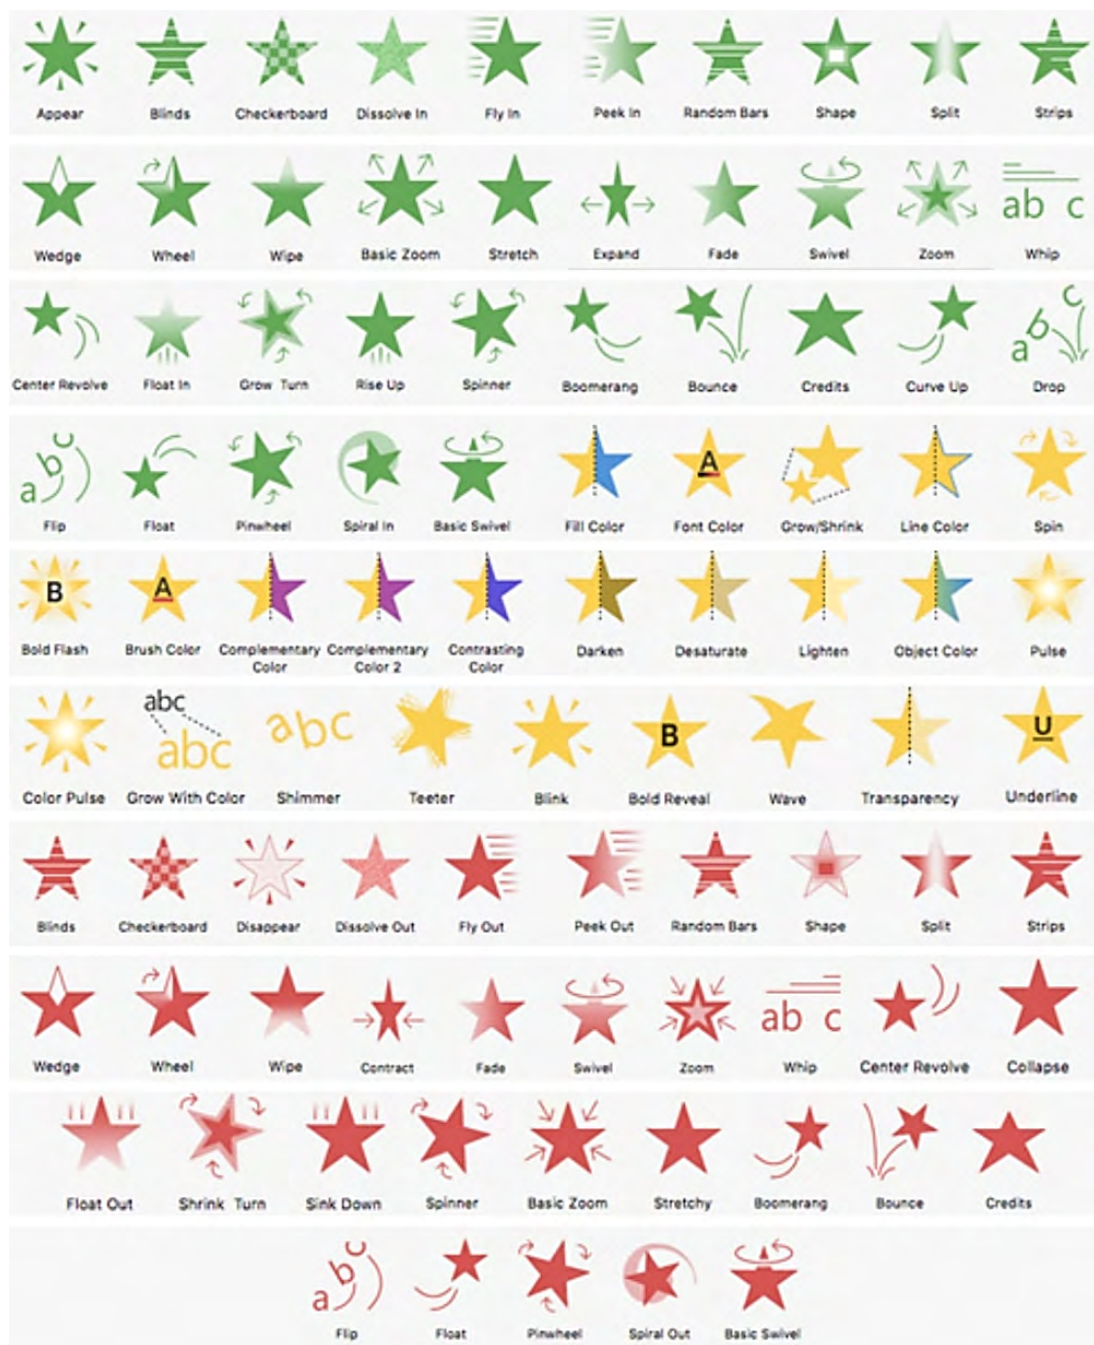 Appear Blinds Checkerboard Dissolve In Fly In Peek In Random Bars Shape Split Strips
ab c
Wedge Wheel Wipe Basic Zoom Stretch Expand Fade Swivel Zoom Whip
a b c
Center Revolve Float In Grow Turn Rise Up Spinner Boomerang Bounce Credits Curve Up Drop
a b c A
Flip Float Pinwheel Spiral In Basic Swivel Fill Color Font Color Grow/Shrink Line Color Spin
B A
Bold Flash Brush Color Complementary Color Complementary Color 2 Contrasting Color Darken Desaturate Lighten Object Color Pulse
abc abc abc B U
Color Pulse Grow With Color Shimmer Teeter Blink Bold Reveal Wave Transparency Underline
Blinds Checkerboard Disappear Dissolve Out Fly Out Peek Out Random Bars Shape Split Strips
ab c
Wedge Wheel Wipe Contract Fade Swivel Zoom Whip Center Revolve Collapse
Float Out Shrink Turn Sink Down Spinner Basic Zoom Stretchy Boomerang Bounce Credits
a b c
Flip Float Pinwheel Spiral Out Basic Swivel